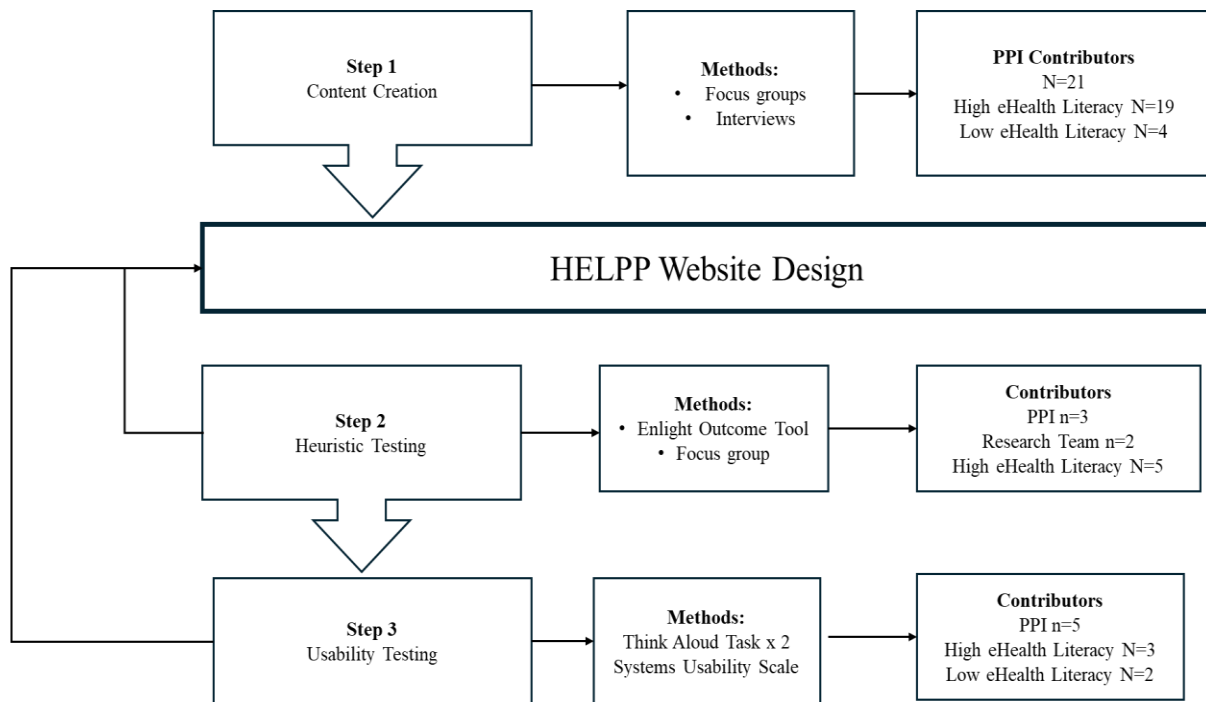 Step 1
Content Creation
Methods:
• Focus groups
• Interviews
PPI Contributors
N=21
High eHealth Literacy N=19
Low eHealth Literacy N=4
HELPP Website Design
Step 2
Heuristic Testing
Methods:
• Enlight Outcome Tool
• Focus group
Contributors
PPI n=3
Research Team n=2
High eHealth Literacy N=5
Step 3
Usability Testing
Methods:
Think Aloud Task x 2
Systems Usability Scale
Contributors
PPI n=5
High eHealth Literacy N=3
Low eHealth Literacy N=2